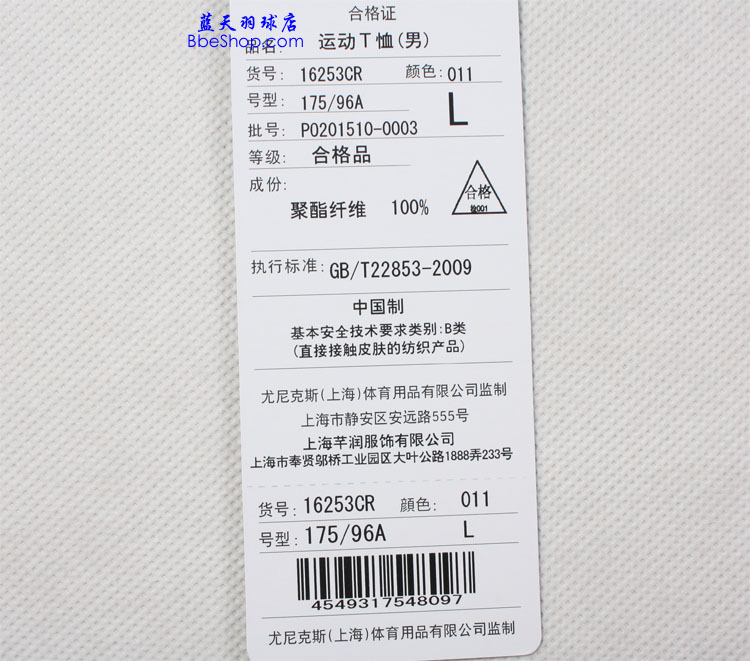 合格证
蓝天羽球店
BbeShop.com
品名: 运动T恤(男)
货号: 16253CR 颜色: 011
号型: 175/96A L
批号: P0201510-0003
等级: 合格品
成份:
聚酯纤维 100%
合格
检001
执行标准: GB/T22853-2009
中国制
基本安全技术要求类别:B类
(直接接触皮肤的纺织产品)
尤尼克斯(上海)体育用品有限公司监制
上海市静安区安远路555号
上海芊润服饰有限公司
上海市奉贤邬桥工业园区大叶公路1888弄233号
货号: 16253CR 顔色: 011
号型: 175/96A L
4549317548097
尤尼克斯(上海)体育用品有限公司监制